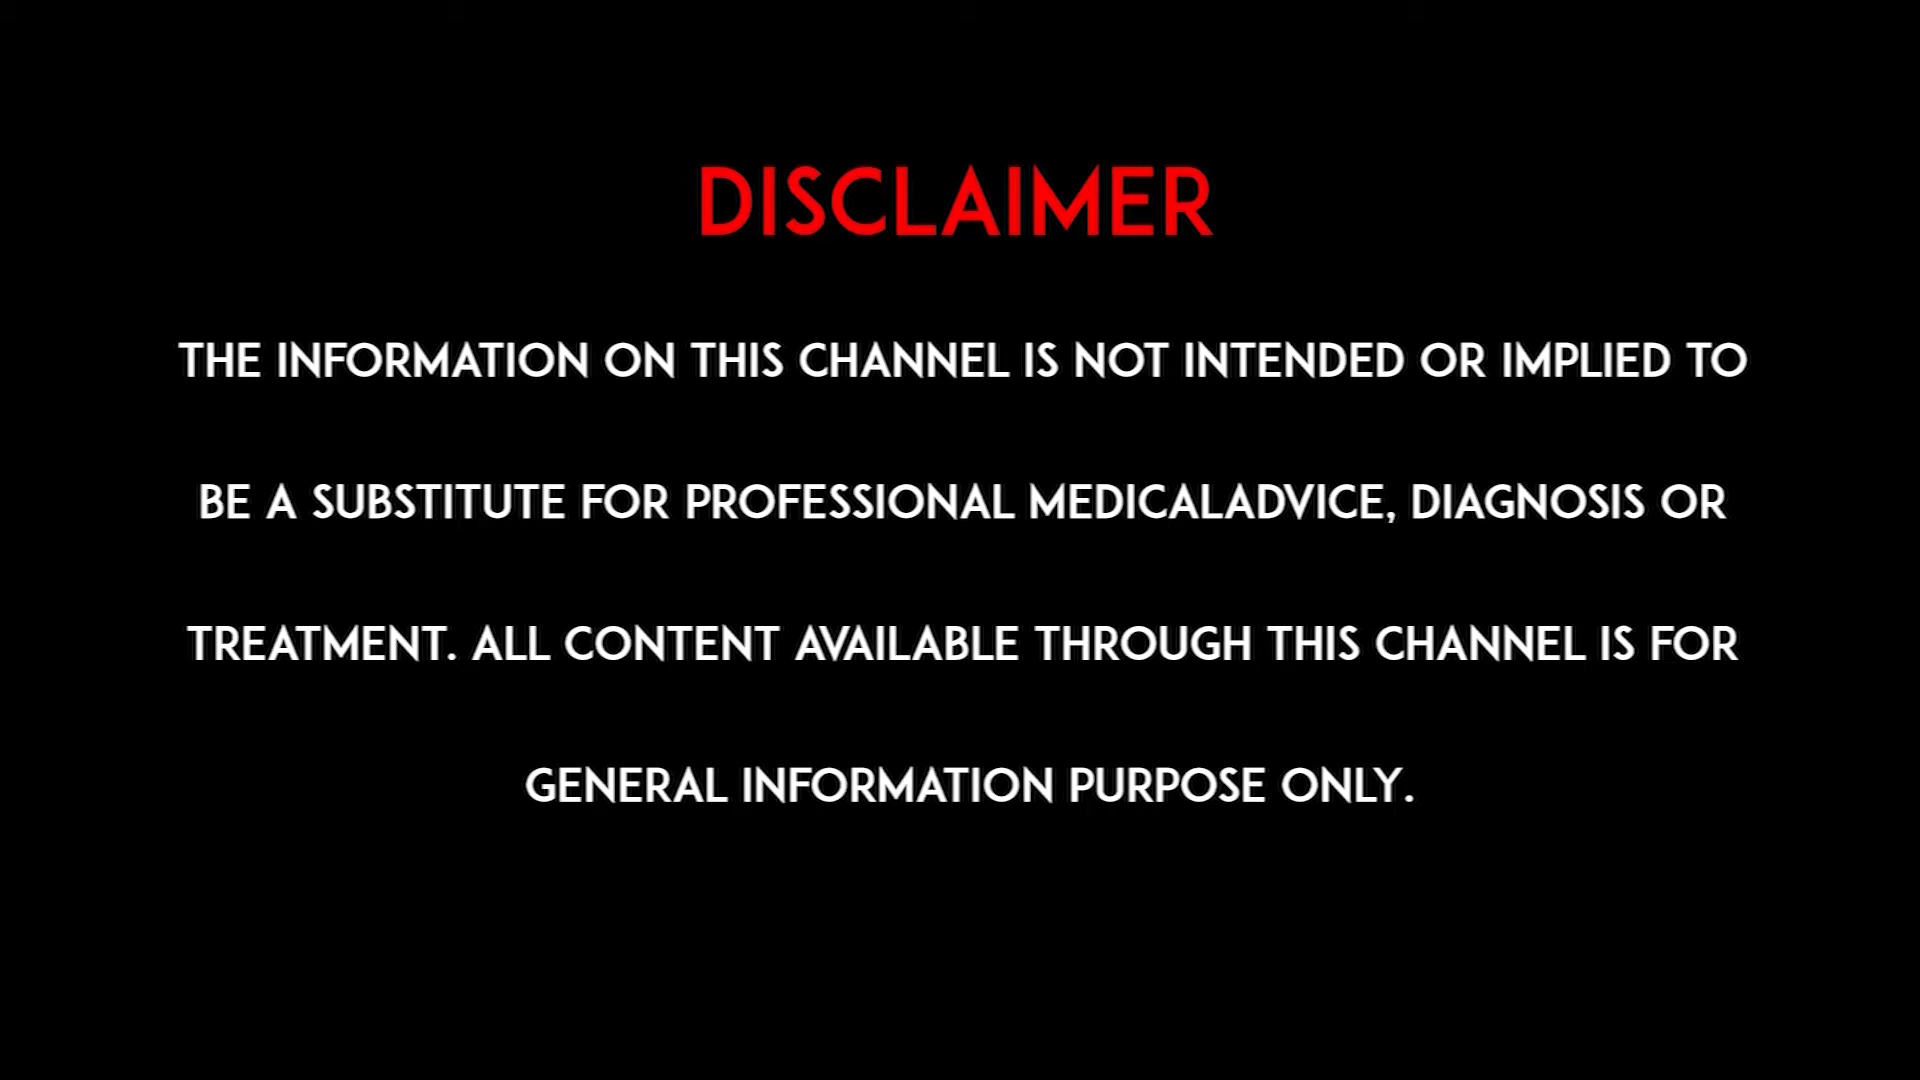 DISCLAIMER
THE INFORMATION ON THIS CHANNEL IS NOT INTENDED OR IMPLIED TO
BE A SUBSTITUTE FOR PROFESSIONAL MEDICALADVICE, DIAGNOSIS OR
TREATMENT. ALL CONTENT AVAILABLE THROUGH THIS CHANNEL IS FOR
GENERAL INFORMATION PURPOSE ONLY.